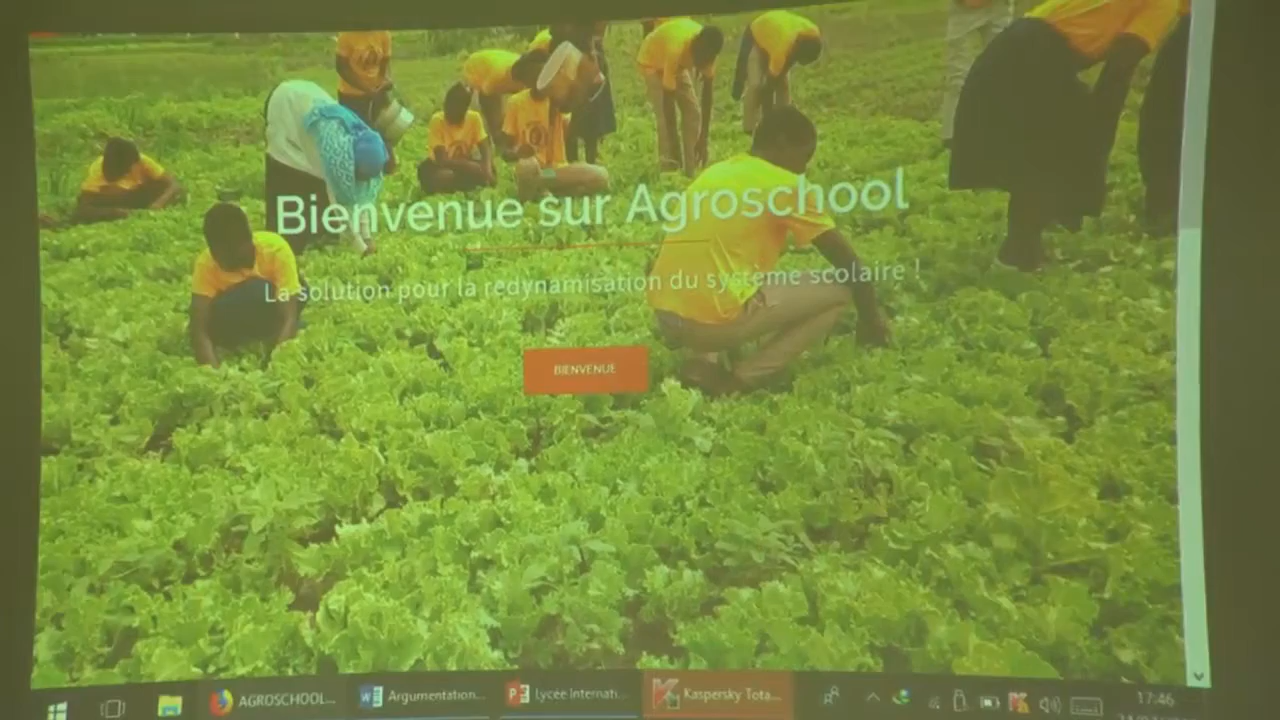 Bienvenue sur Agroschool
La solution pour la redynamisation du système scolaire !
BIENVENUE
AGROSCHOOL... Argumentation... Lycée Internati... Kaspersky Tota... 17:46